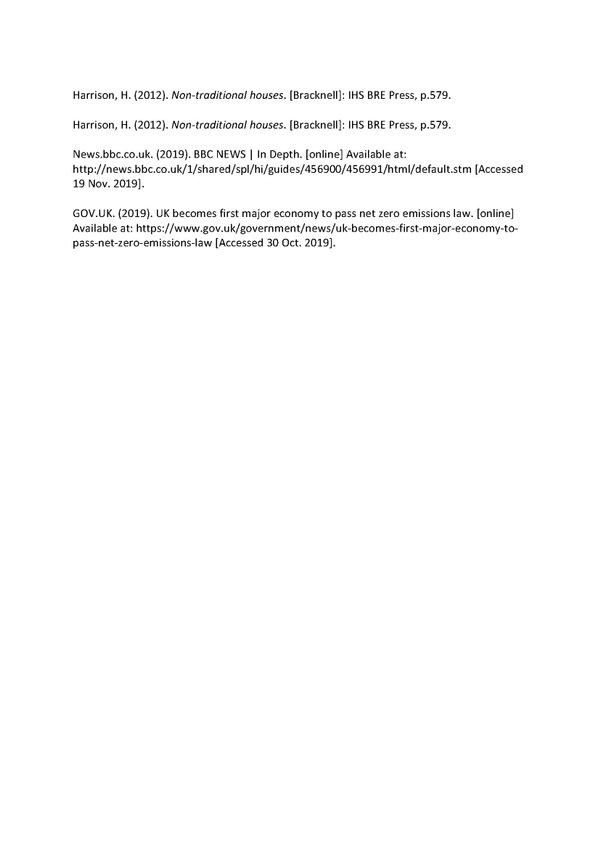 Harrison, H. (2012). Non-traditional houses. [Bracknell]: IHS BRE Press, p.579.
Harrison, H. (2012). Non-traditional houses. [Bracknell]: IHS BRE Press, p.579.
News.bbc.co.uk. (2019). BBC NEWS | In Depth. [online] Available at:
http://news.bbc.co.uk/1/shared/spl/hi/guides/456900/456991/html/default.stm [Accessed
19 Nov. 2019].
GOV.UK. (2019). UK becomes first major economy to pass net zero emissions law. [online]
Available at: https://www.gov.uk/government/news/uk-becomes-first-major-economy-to-
pass-net-zero-emissions-law [Accessed 30 Oct. 2019].